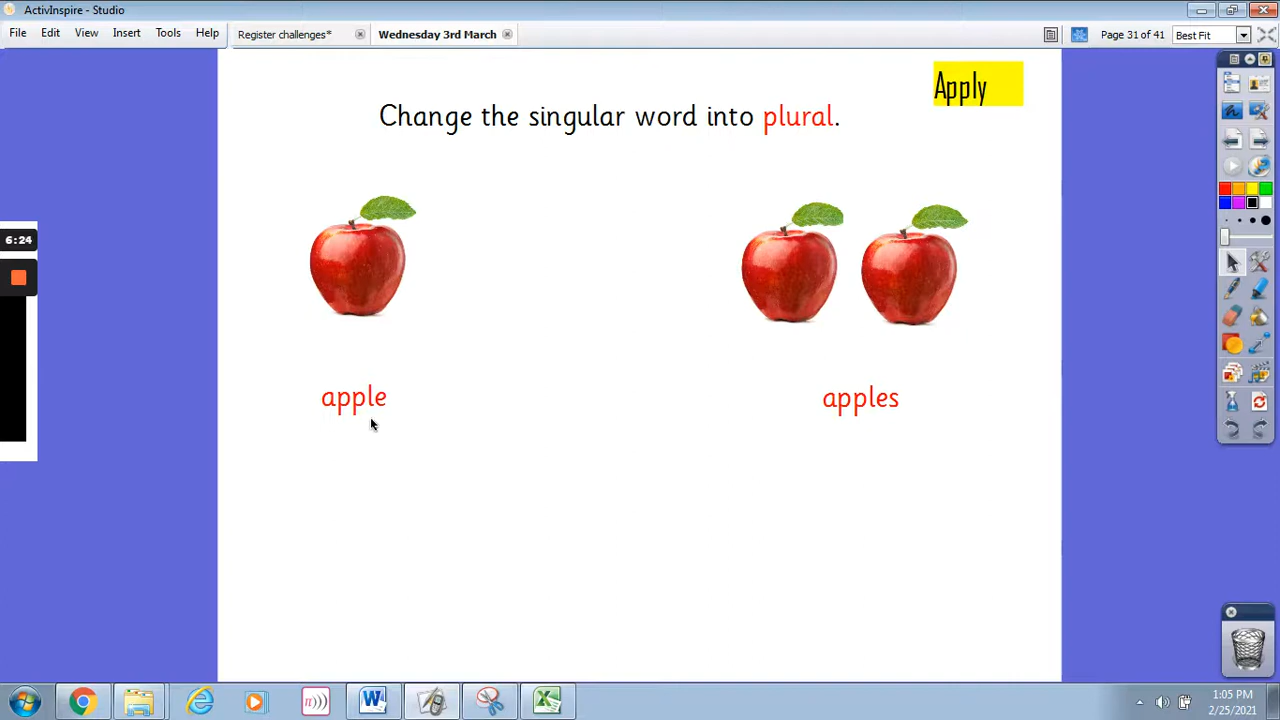 ActivInspire - Studio
File Edit View Insert Tools Help
Register challenges* Wednesday 3rd March
Page 31 of 41 Best Fit
Apply
Change the singular word into plural.
6:24
apple apples
1:05 PM
2/25/2021